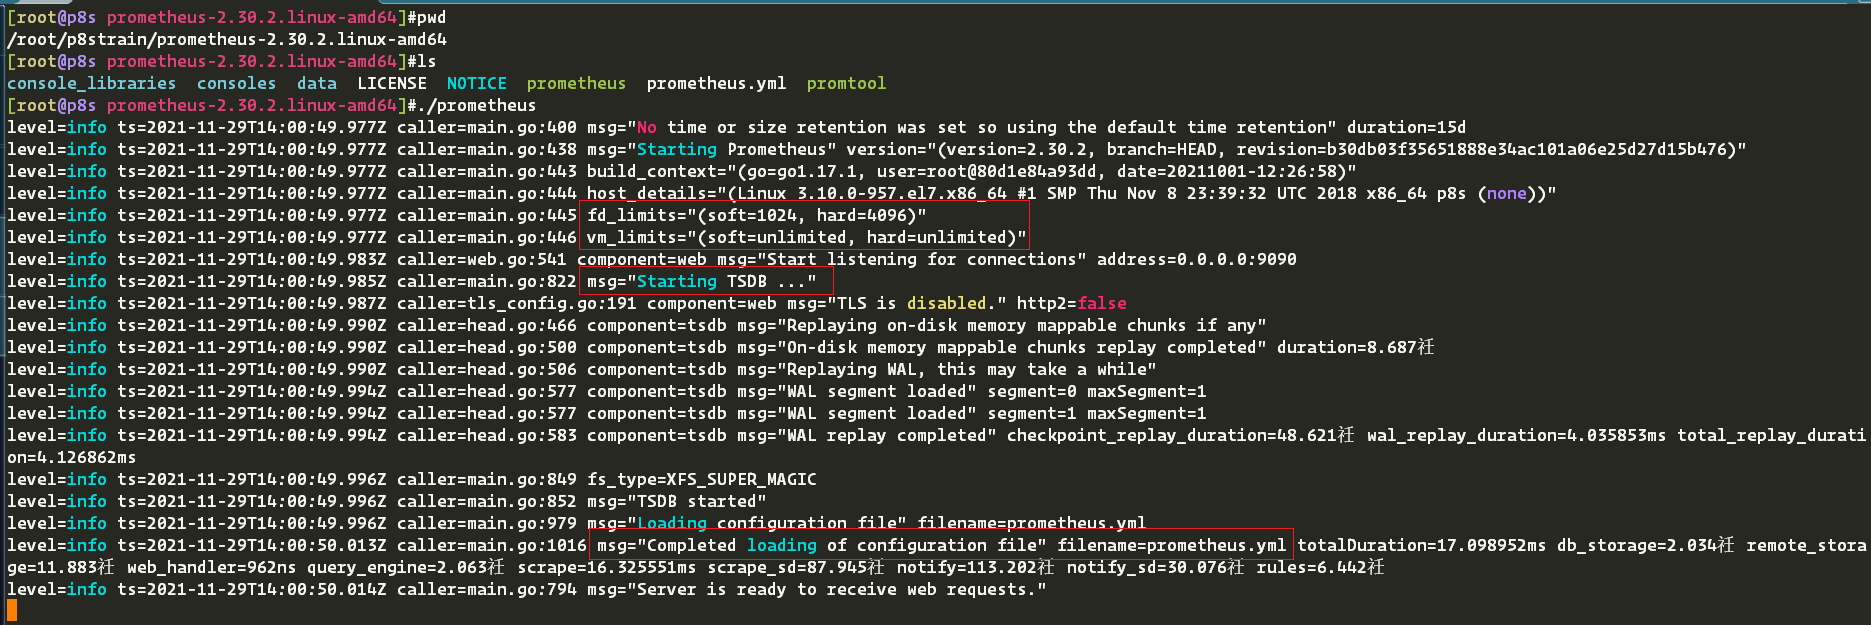 [root@p8s prometheus-2.30.2.linux-amd64]#pwd
/root/p8strain/prometheus-2.30.2.linux-amd64
[root@p8s prometheus-2.30.2.linux-amd64]#ls
console_libraries  consoles  data  LICENSE  NOTICE  prometheus  prometheus.yml  promtool
[root@p8s prometheus-2.30.2.linux-amd64]#./prometheus
level=info ts=2021-11-29T14:00:49.977Z caller=main.go:400 msg="No time or size retention was set so using the default time retention" duration=15d
level=info ts=2021-11-29T14:00:49.977Z caller=main.go:438 msg="Starting Prometheus" version="(version=2.30.2, branch=HEAD, revision=b30db03f35651888e34ac101a06e25d27d15b476)"
level=info ts=2021-11-29T14:00:49.977Z caller=main.go:443 build_context="(go=go1.17.1, user=root@80d1e84a93dd, date=20211001-12:26:58)"
level=info ts=2021-11-29T14:00:49.977Z caller=main.go:444 host_details="(Linux 3.10.0-957.el7.x86_64 #1 SMP Thu Nov 8 23:39:32 UTC 2018 x86_64 p8s (none))"
level=info ts=2021-11-29T14:00:49.977Z caller=main.go:445 fd_limits="(soft=1024, hard=4096)"
level=info ts=2021-11-29T14:00:49.977Z caller=main.go:446 vm_limits="(soft=unlimited, hard=unlimited)"
level=info ts=2021-11-29T14:00:49.983Z caller=web.go:541 component=web msg="Start listening for connections" address=0.0.0.0:9090
level=info ts=2021-11-29T14:00:49.985Z caller=main.go:822 msg="Starting TSDB ..."
level=info ts=2021-11-29T14:00:49.987Z caller=tls_config.go:191 component=web msg="TLS is disabled." http2=false
level=info ts=2021-11-29T14:00:49.990Z caller=head.go:466 component=tsdb msg="Replaying on-disk memory mappable chunks if any"
level=info ts=2021-11-29T14:00:49.990Z caller=head.go:500 component=tsdb msg="On-disk memory mappable chunks replay completed" duration=8.687祄
level=info ts=2021-11-29T14:00:49.990Z caller=head.go:506 component=tsdb msg="Replaying WAL, this may take a while"
level=info ts=2021-11-29T14:00:49.994Z caller=head.go:577 component=tsdb msg="WAL segment loaded" segment=0 maxSegment=1
level=info ts=2021-11-29T14:00:49.994Z caller=head.go:577 component=tsdb msg="WAL segment loaded" segment=1 maxSegment=1
level=info ts=2021-11-29T14:00:49.994Z caller=head.go:583 component=tsdb msg="WAL replay completed" checkpoint_replay_duration=48.621祄 wal_replay_duration=4.035853ms total_replay_durati
on=4.126862ms
level=info ts=2021-11-29T14:00:49.996Z caller=main.go:849 fs_type=XFS_SUPER_MAGIC
level=info ts=2021-11-29T14:00:49.996Z caller=main.go:852 msg="TSDB started"
level=info ts=2021-11-29T14:00:49.996Z caller=main.go:979 msg="Loading configuration file" filename=prometheus.yml
level=info ts=2021-11-29T14:00:50.013Z caller=main.go:1016 msg="Completed loading of configuration file" filename=prometheus.yml totalDuration=17.098952ms db_storage=2.034祄 remote_stora
ge=11.883祄 web_handler=962ns query_engine=2.063祄 scrape=16.325551ms scrape_sd=87.945祄 notify=113.202祄 notify_sd=30.076祄 rules=6.442祄
level=info ts=2021-11-29T14:00:50.014Z caller=main.go:794 msg="Server is ready to receive web requests."